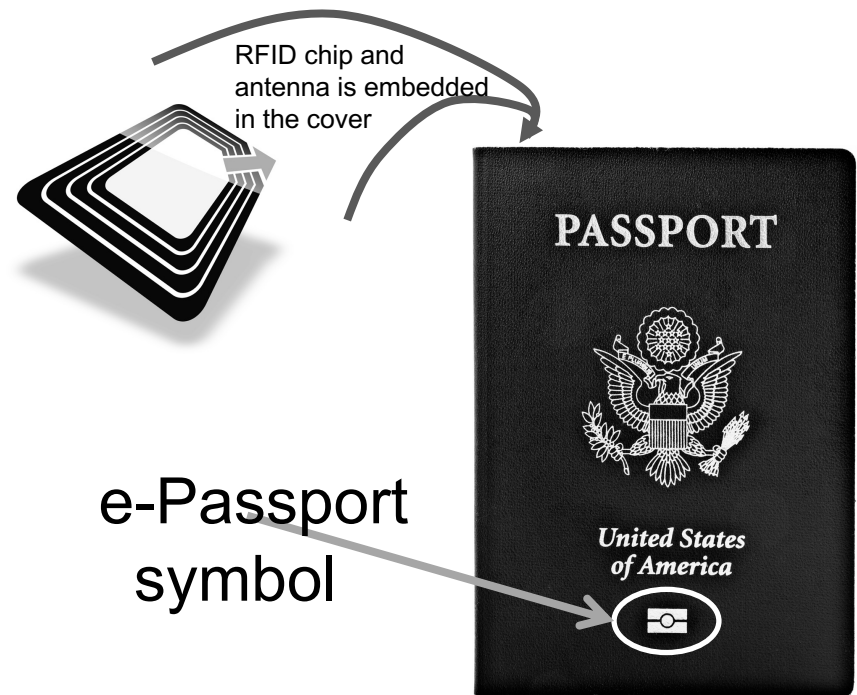 RFID chip and
antenna is embedded
in the cover
PASSPORT
e-Passport
symbol
United States
of America